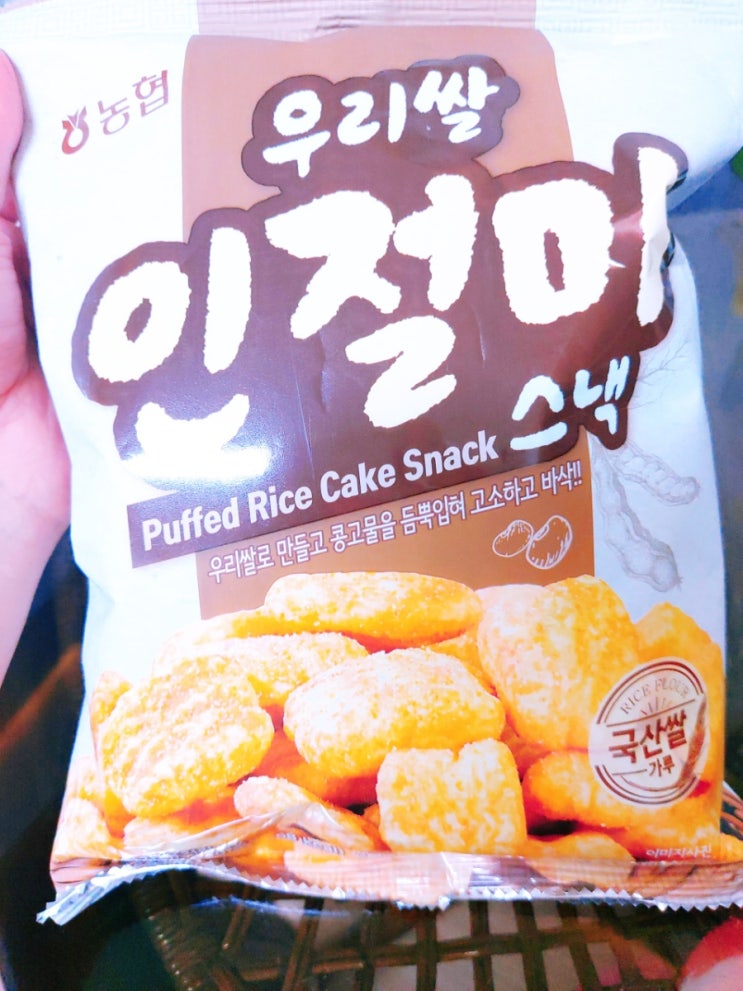 농협
우리쌀
인절미
스낵
Puffed Rice Cake Snack
우리쌀로 만들고 콩고물을 듬뿍입혀 고소하고 바삭!!
RICE FLOUR
국산쌀
가루
이미지사진